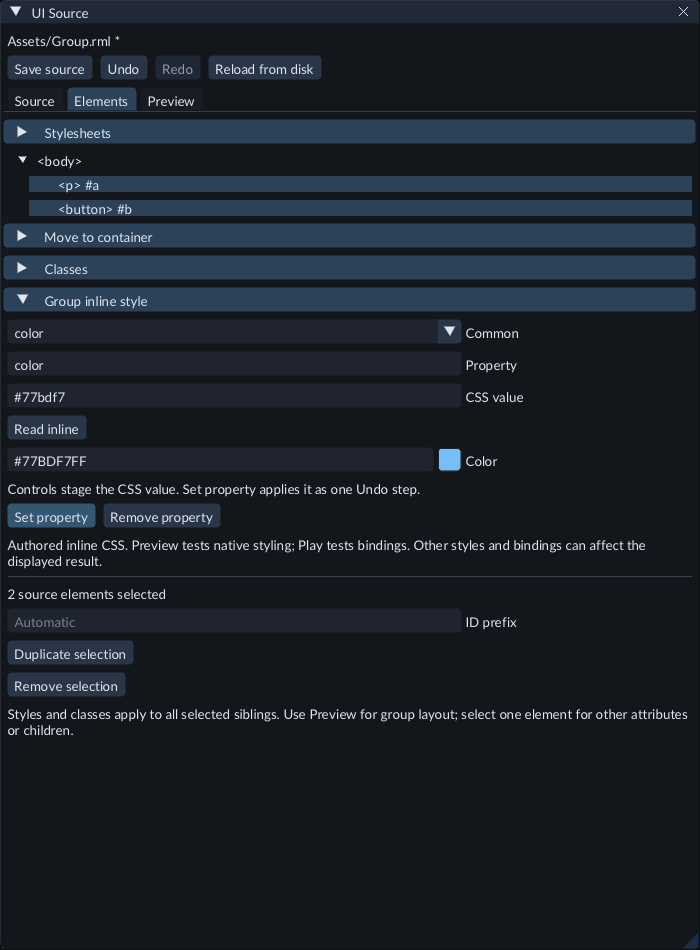 UI Source
Assets/Group.rml *
Save source Undo Redo Reload from disk
Source Elements Preview
Stylesheets
<body>
<p> #a
<button> #b
Move to container
Classes
Group inline style
color Common
color Property
#77bdf7 CSS value
Read inline
#77BDF7FF Color
Controls stage the CSS value. Set property applies it as one Undo step.
Set property Remove property
Authored inline CSS. Preview tests native styling; Play tests bindings. Other styles and bindings can affect the
displayed result.
2 source elements selected
Automatic ID prefix
Duplicate selection
Remove selection
Styles and classes apply to all selected siblings. Use Preview for group layout; select one element for other attributes
or children.